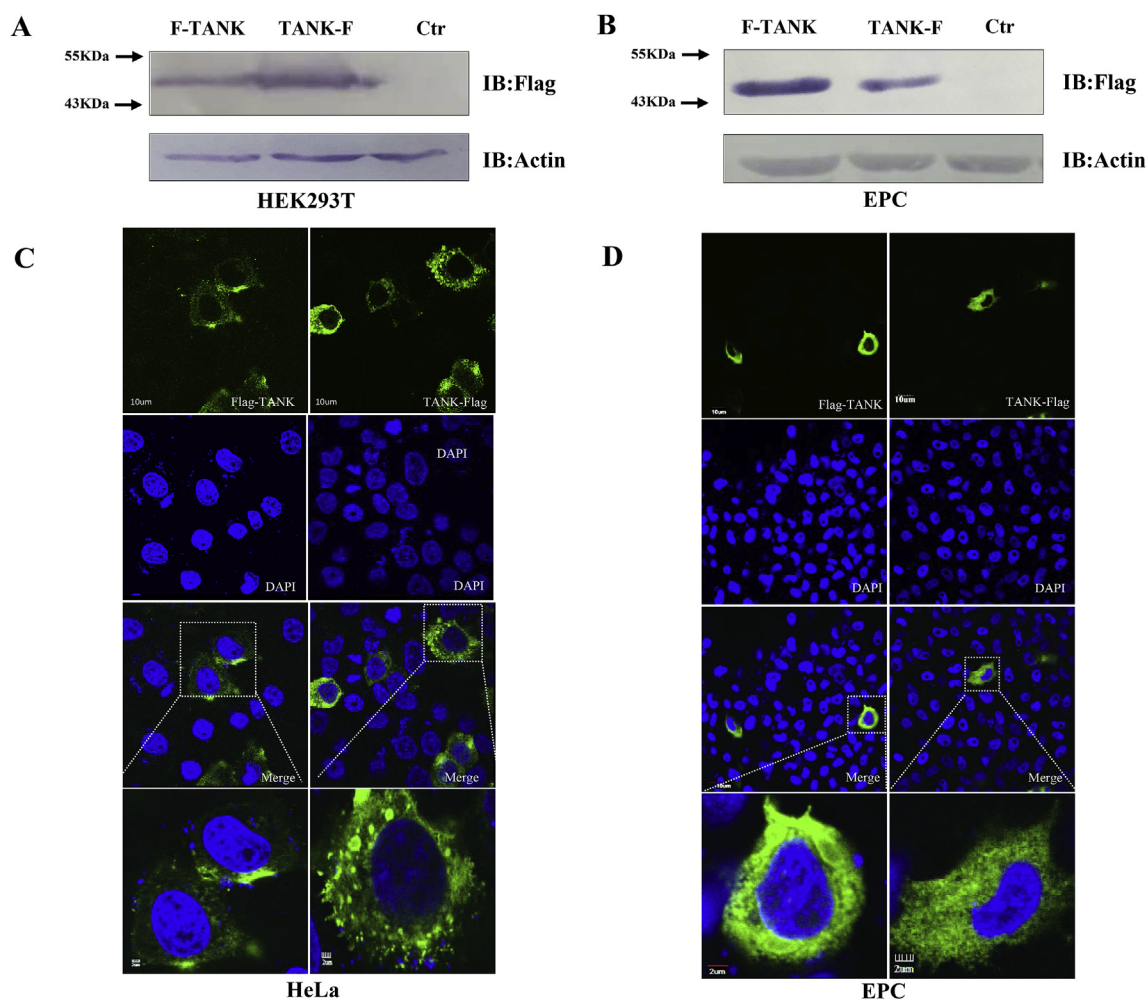 A
F-TANK TANK-F Ctr
55KDa
43KDa
IB:Flag
IB:Actin
HEK293T
B
F-TANK TANK-F Ctr
55KDa
43KDa
IB:Flag
IB:Actin
EPC
C
10um Flag-TANK
10um TANK-Flag
DAPI
DAPI
DAPI
Merge
Merge
2um
2um
HeLa
D
10um Flag-TANK
10um TANK-Flag
DAPI
DAPI
10um Merge
Merge
2um
2um
EPC